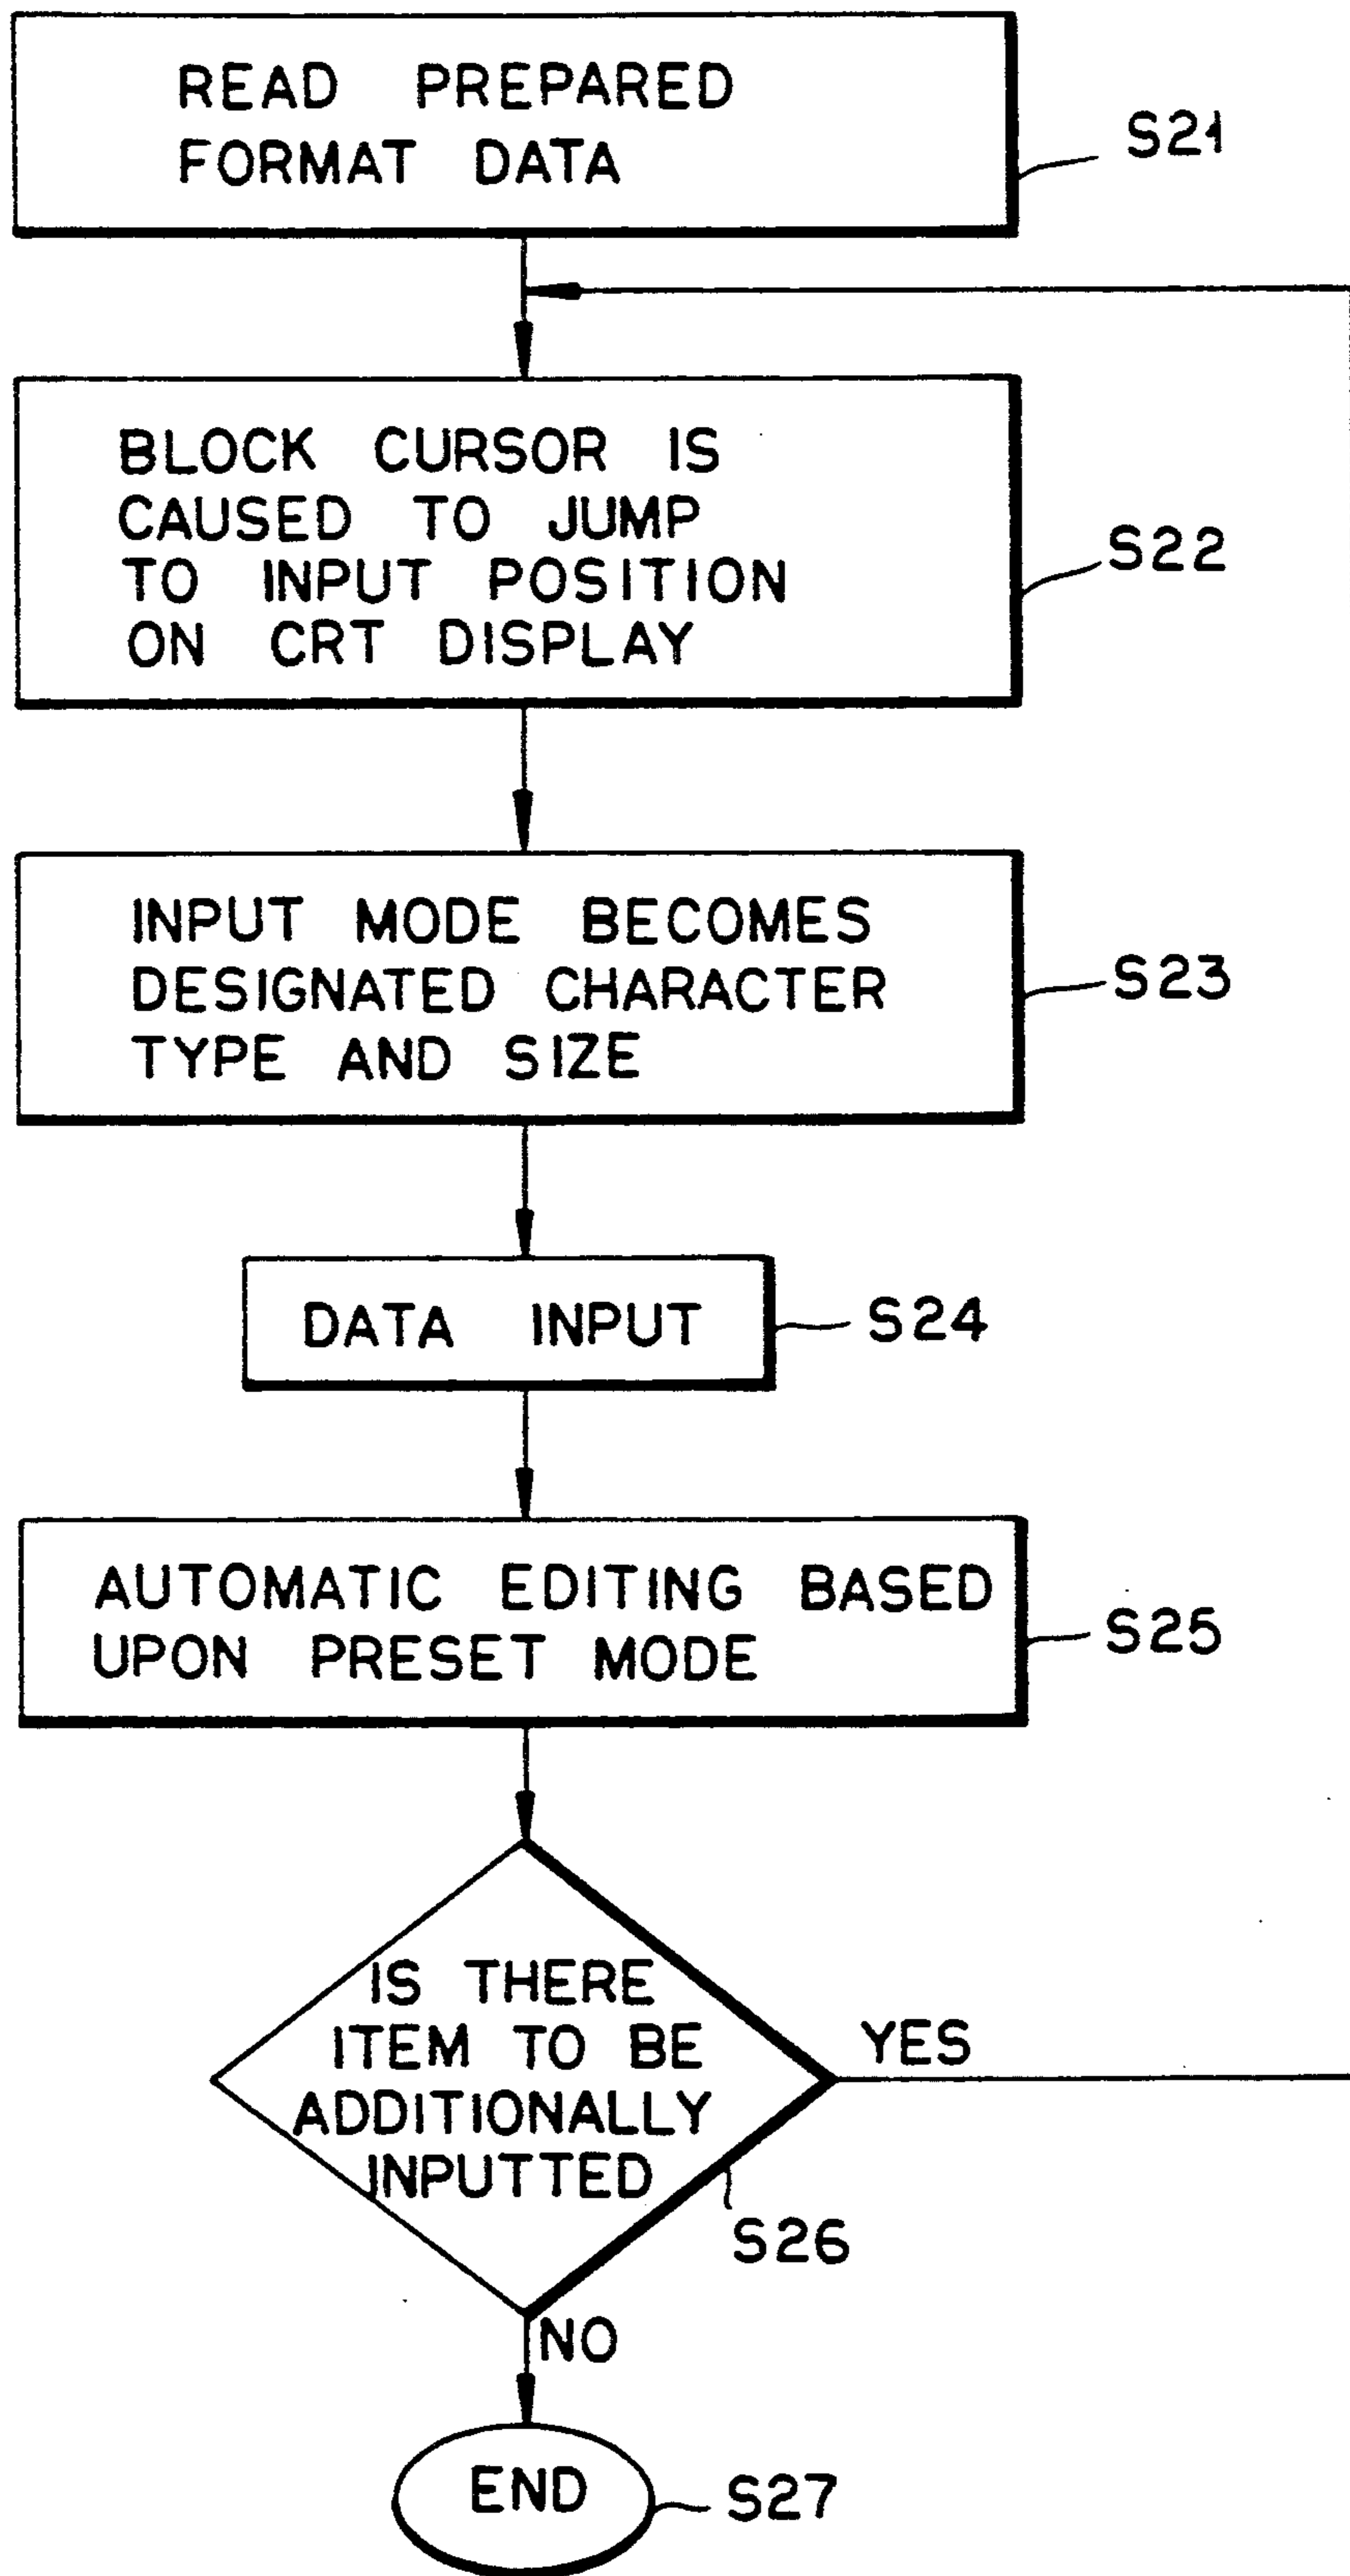 READ PREPARED
FORMAT DATA
S21
BLOCK CURSOR IS
CAUSED TO JUMP
TO INPUT POSITION
ON CRT DISPLAY
S22
INPUT MODE BECOMES
DESIGNATED CHARACTER
TYPE AND SIZE
S23
DATA INPUT
S24
AUTOMATIC EDITING BASED
UPON PRESET MODE
S25
IS THERE
ITEM TO BE
ADDITIONALLY
INPUTTED
YES
S26
NO
END
S27